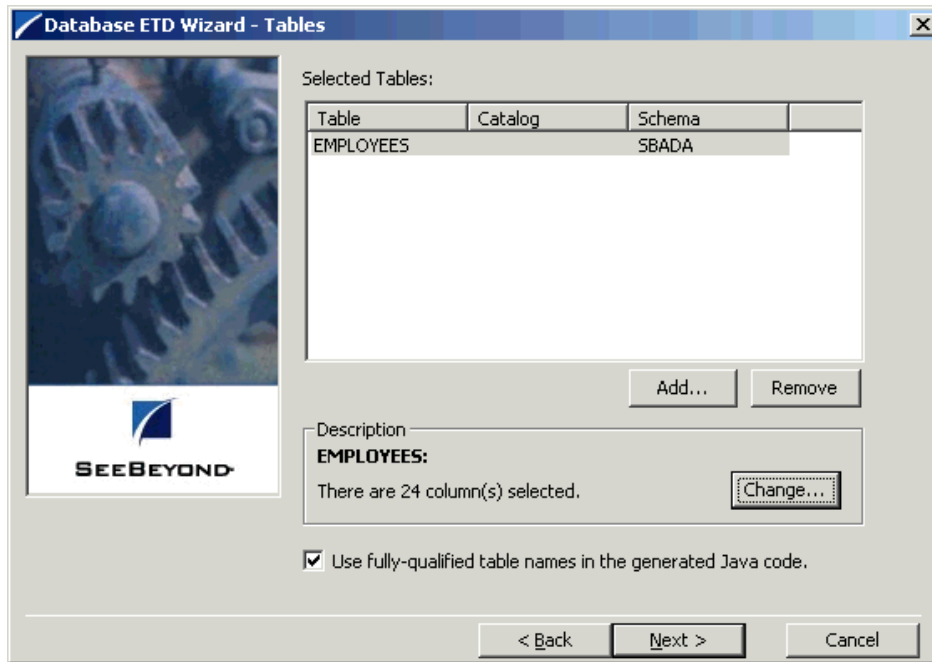 Database ETD Wizard - Tables
Selected Tables:
Table Catalog Schema
EMPLOYEES SBADA
Add... Remove
SEEBEYOND
Description
EMPLOYEES:
There are 24 column(s) selected.
Change...
Use fully-qualified table names in the generated Java code.
< Back Next > Cancel